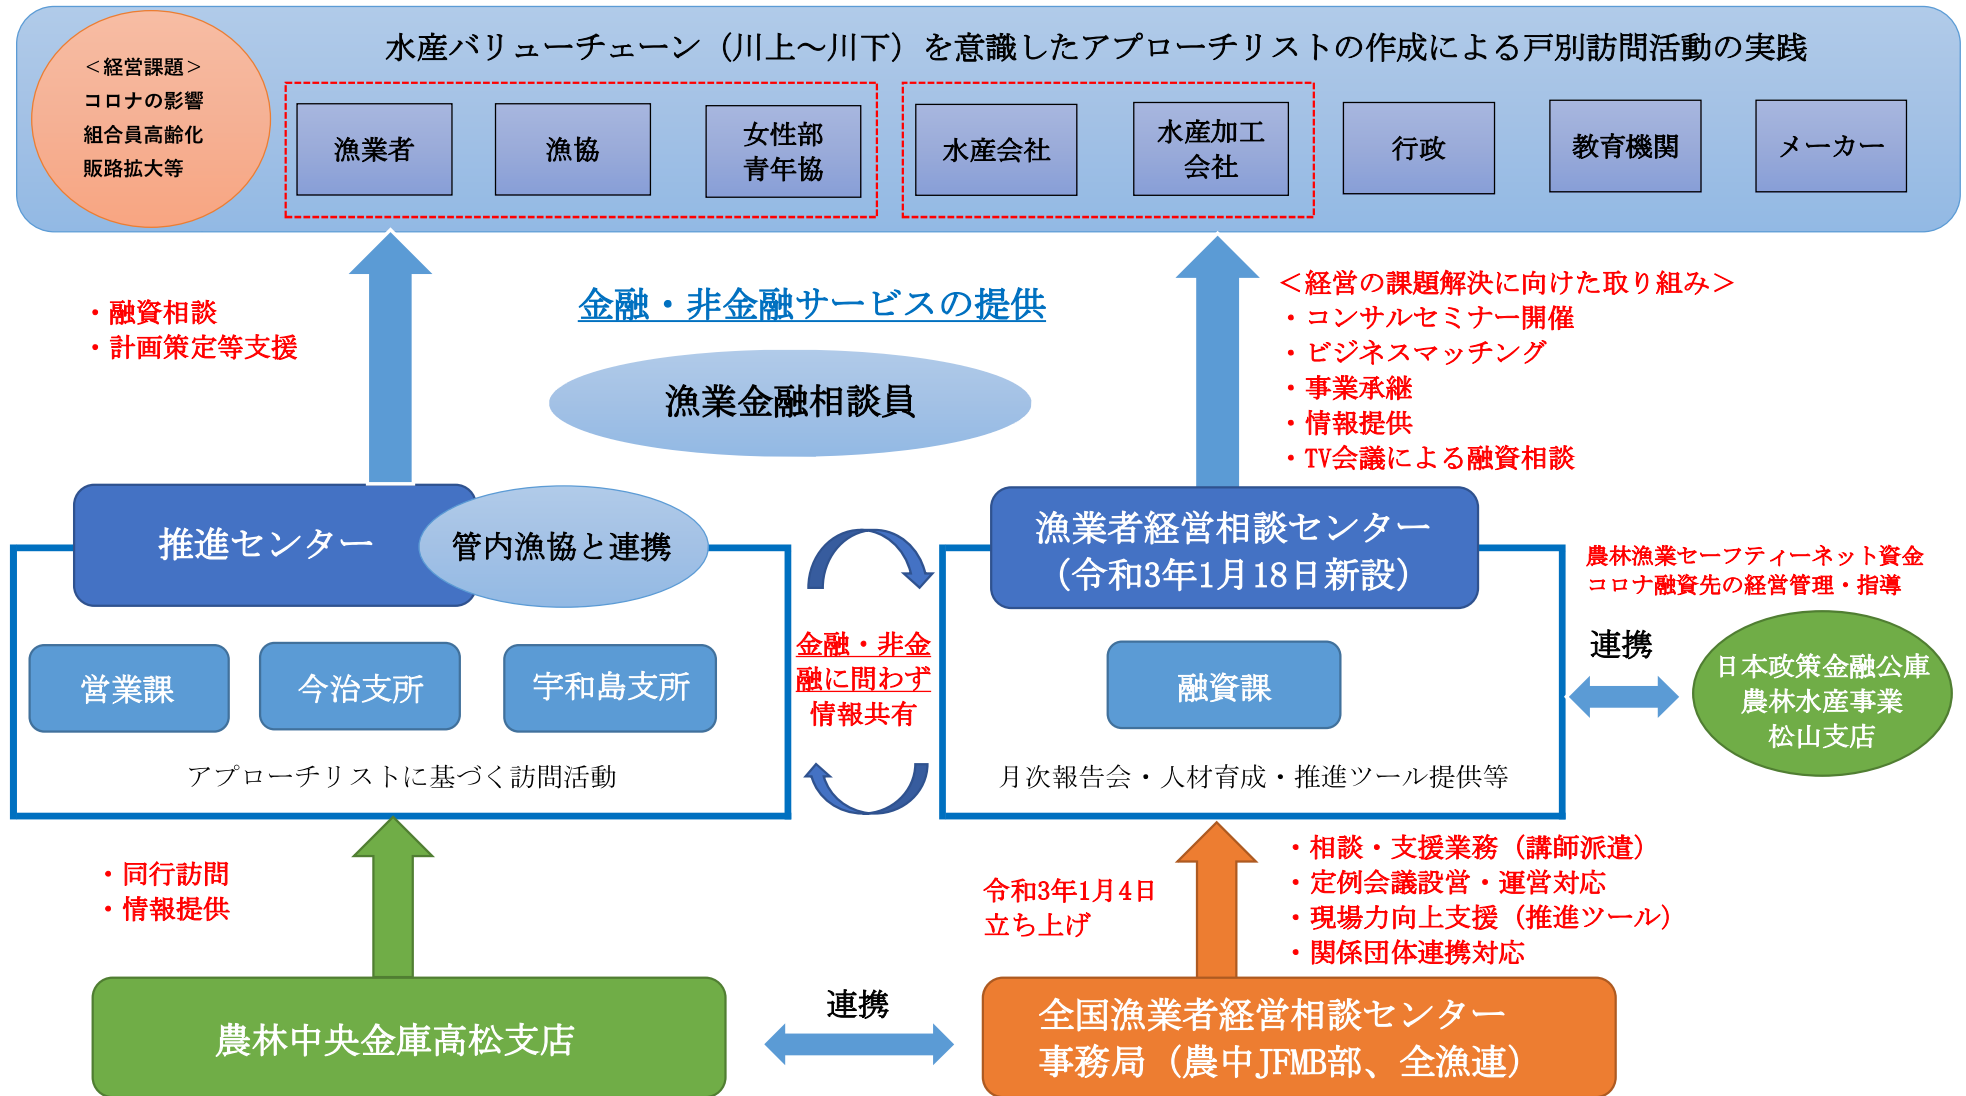 水産バリューチェーン（川上～川下）を意識したアプローチリストの作成による戸別訪問活動の実践
＜経営課題＞
コロナの影響
組合員高齢化
販路拡大等
漁業者
漁協
女性部
青年協
水産会社
水産加工
会社
行政
教育機関
メーカー
・融資相談
・計画策定等支援
金融・非金融サービスの提供
漁業金融相談員
＜経営の課題解決に向けた取り組み＞
・コンサルセミナー開催
・ビジネスマッチング
・事業承継
・情報提供
・TV会議による融資相談
推進センター
管内漁協と連携
営業課
今治支所
宇和島支所
アプローチリストに基づく訪問活動
金融・非金
融に問わず
情報共有
漁業者経営相談センター
（令和3年1月18日新設）
融資課
月次報告会・人材育成・推進ツール提供等
農林漁業セーフティーネット資金
コロナ融資先の経営管理・指導
連携
日本政策金融公庫
農林水産事業
松山支店
・同行訪問
・情報提供
令和3年1月4日
立ち上げ
・相談・支援業務（講師派遣）
・定例会議設営・運営対応
・現場力向上支援（推進ツール）
・関係団体連携対応
農林中央金庫高松支店
連携
全国漁業者経営相談センター
事務局（農中JFMB部、全漁連）